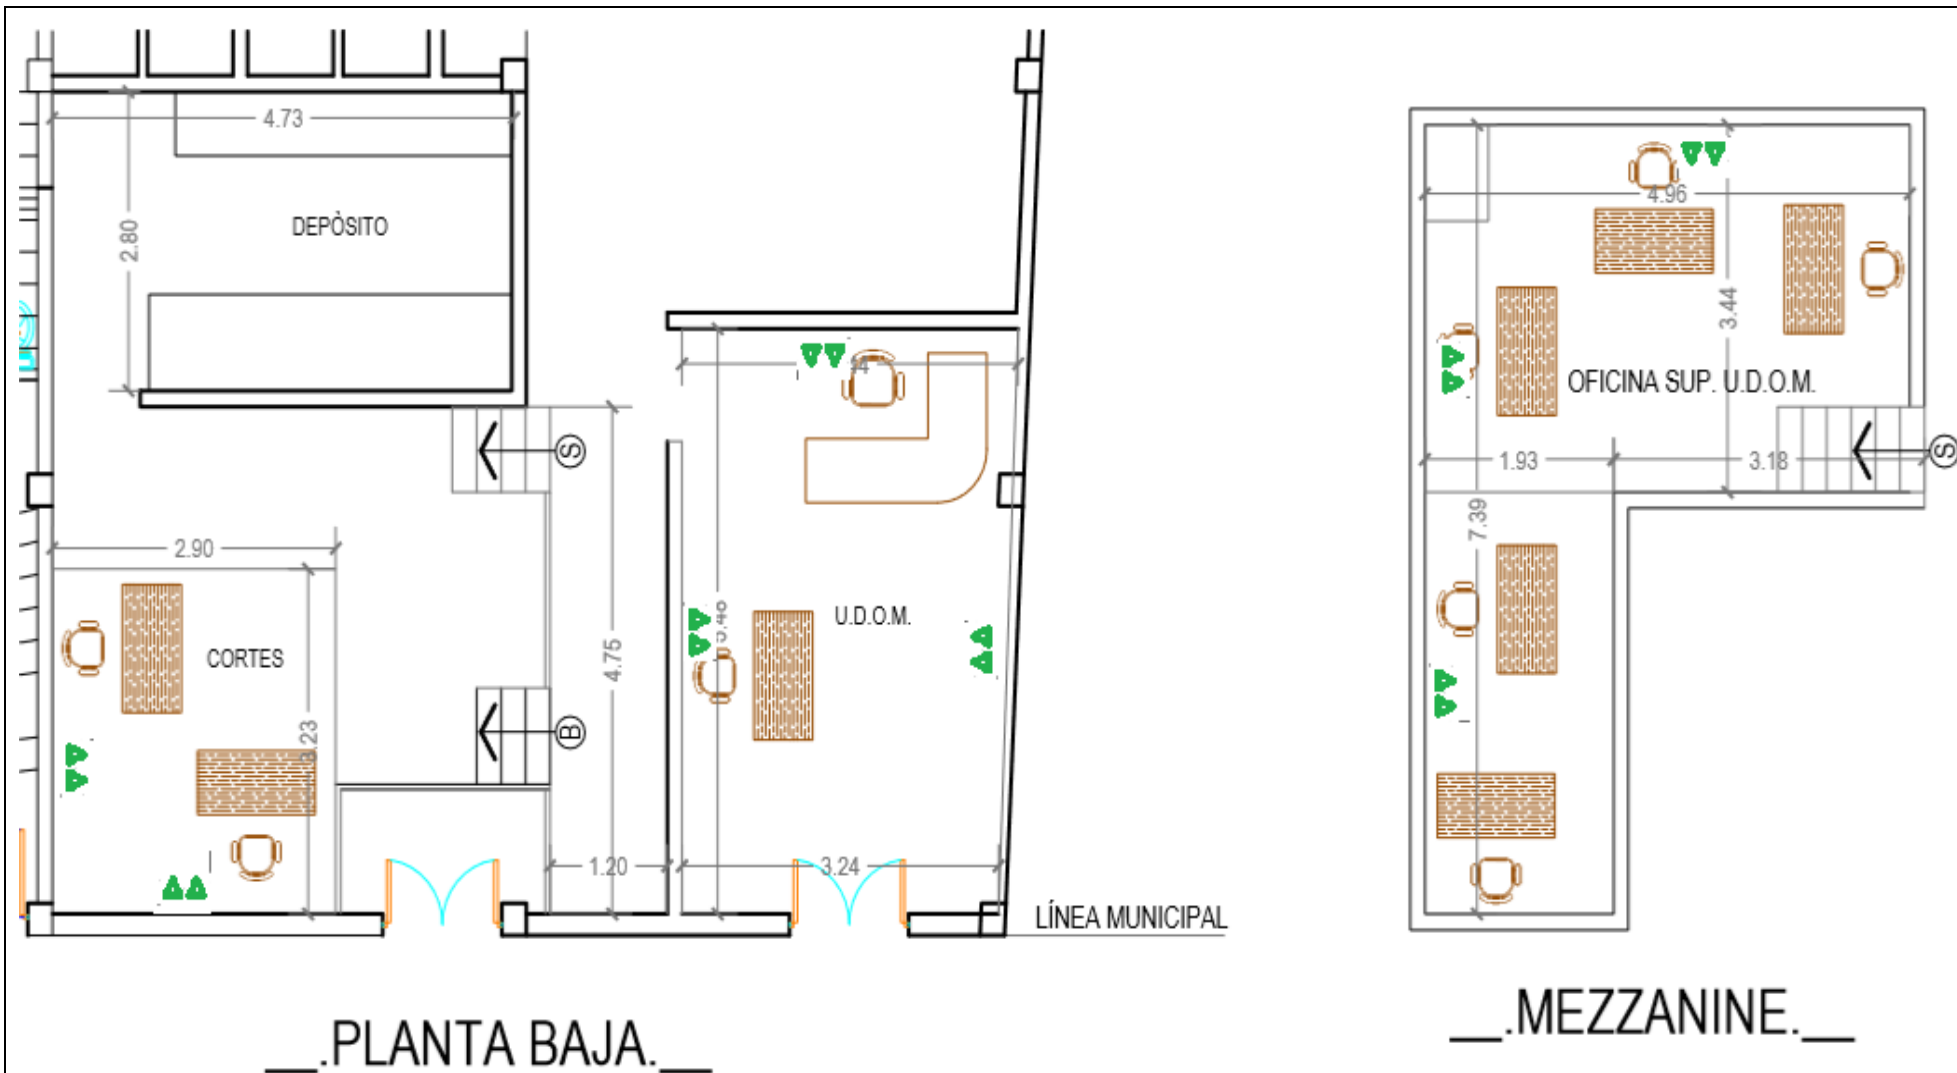 4.73
2.80
DEPÒSITO
2.90
CORTES
3.23
S
4.75
B
1.20
U.D.O.M.
3.24
LÍNEA MUNICIPAL
__.PLANTA BAJA.__
4.96
3.44
OFICINA SUP. U.D.O.M.
1.93
3.18
S
7.39
__.MEZZANINE.__